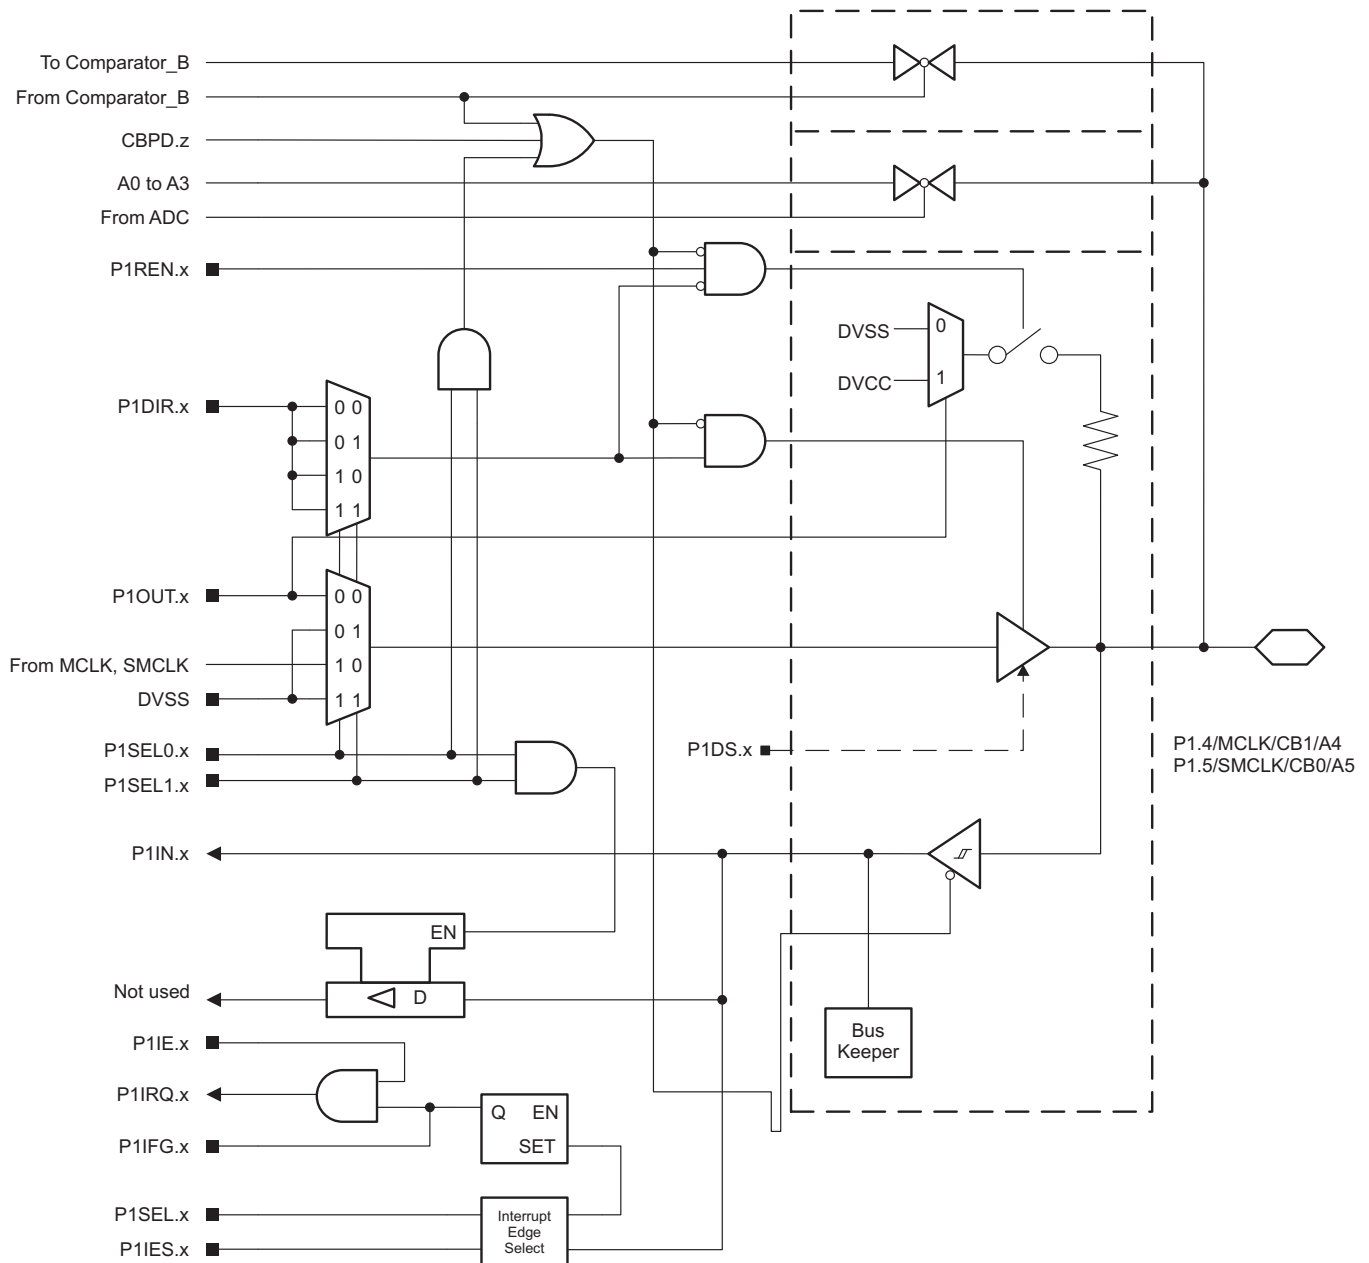 To Comparator_B
From Comparator_B
CBPD.z
A0 to A3
From ADC
P1REN.x
DVSS
0
DVCC
1
P1DIR.x
0 0
0 1
1 0
1 1
P1OUT.x
0 0
0 1
From MCLK, SMCLK
1 0
DVSS
1 1
P1SEL0.x
P1SEL1.x
P1DS.x
P1.4/MCLK/CB1/A4
P1.5/SMCLK/CB0/A5
P1IN.x
EN
Not used
D
Bus
Keeper
P1IE.x
P1IRQ.x
Q EN
SET
P1IFG.x
P1SEL.x
P1IES.x
Interrupt
Edge
Select